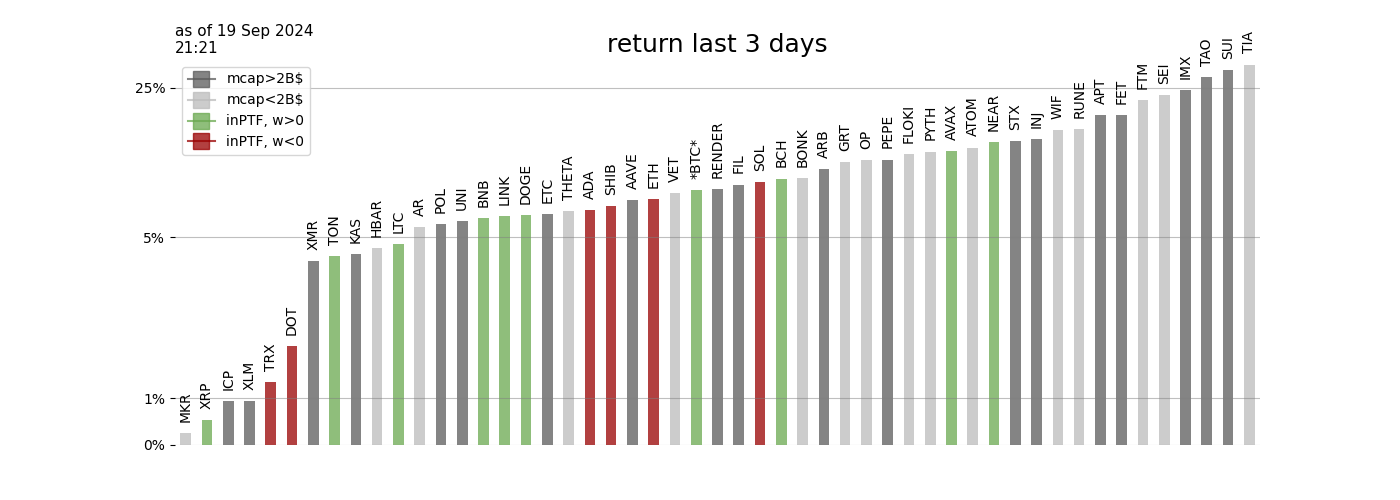 as of 19 Sep 2024
21:21
return last 3 days
mcap>2B$
mcap<2B$
inPTF, w>0
inPTF, w<0
25%
5%
1%
0%
MKR
XRP
ICP
XLM
TRX
DOT
XMR
TON
KAS
HBAR
LTC
AR
POL
UNI
BNB
LINK
DOGE
ETC
THETA
ADA
SHIB
AAVE
ETH
VET
*BTC*
RENDER
FIL
SOL
BCH
BONK
ARB
GRT
OP
PEPE
FLOKI
PYTH
AVAX
ATOM
NEAR
STX
INJ
WIF
RUNE
APT
FET
FTM
SEI
IMX
TAO
SUI
TIA